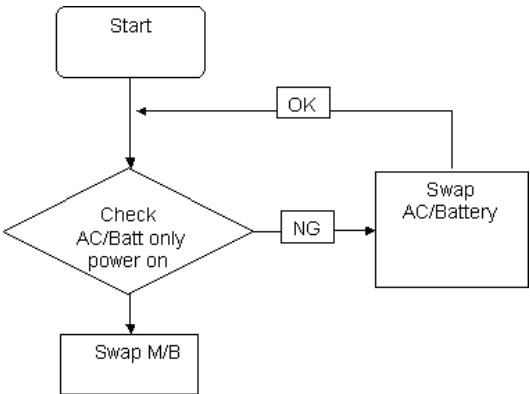 Start
OK
Check
AC/Batt only
power on
NG
Swap
AC/Battery
Swap M/B